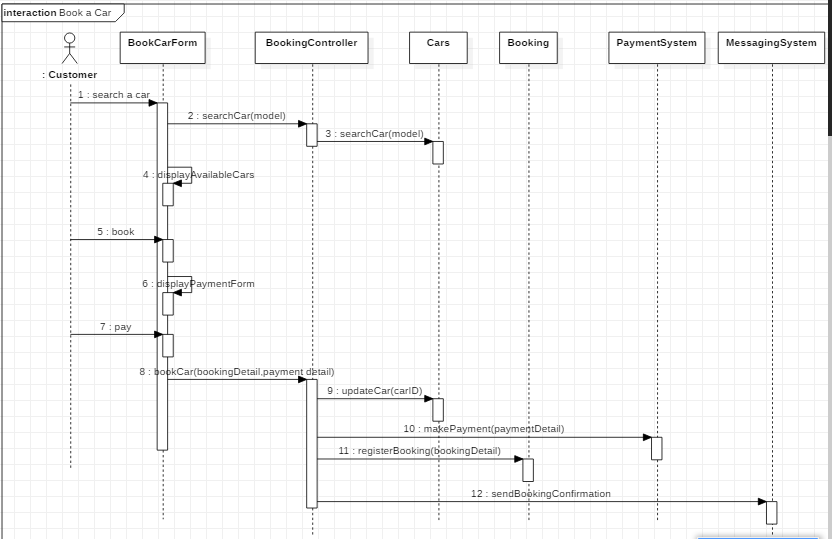 interaction Book a Car
BookCarForm
BookingController
Cars
Booking
PaymentSystem
MessagingSystem
: Customer
1 : search a car
2 : searchCar(model)
3 : searchCar(model)
4 : displayAvailableCars
5 : book
6 : displayPaymentForm
7 : pay
8 : bookCar(bookingDetail,payment detail)
9 : updateCar(carID)
10 : makePayment(paymentDetail)
11 : registerBooking(bookingDetail)
12 : sendBookingConfirmation